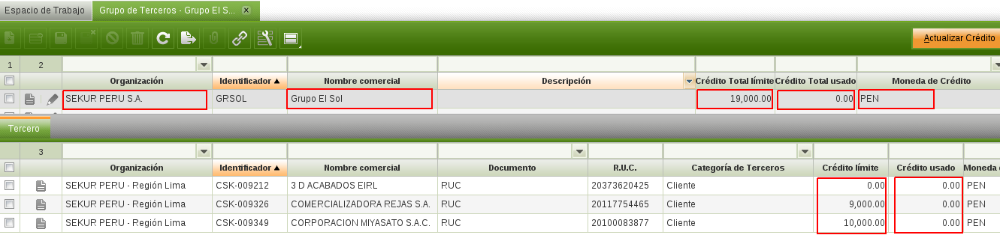 Espacio de Trabajo Grupo de Terceros - Grupo El S... x
Actualizar Crédito
1 2
Organización Identificador Nombre comercial Descripción Crédito Total límite Crédito Total usado Moneda de Crédito
SEKUR PERU S.A. GRSOL Grupo El Sol 19,000.00 0.00 PEN
Tercero
3
Organización Identificador Nombre comercial Documento R.U.C. Categoría de Terceros Crédito límite Crédito usado Moneda
SEKUR PERU - Región Lima CSK-009212 3 D ACABADOS EIRL RUC 20373620425 Cliente 0.00 0.00 PEN
SEKUR PERU - Región Lima CSK-009326 COMERCIALIZADORA REJAS S.A. RUC 20117754465 Cliente 9,000.00 0.00 PEN
SEKUR PERU - Región Lima CSK-009349 CORPORACION MIYASATO S.A.C. RUC 20100083877 Cliente 10,000.00 0.00 PEN